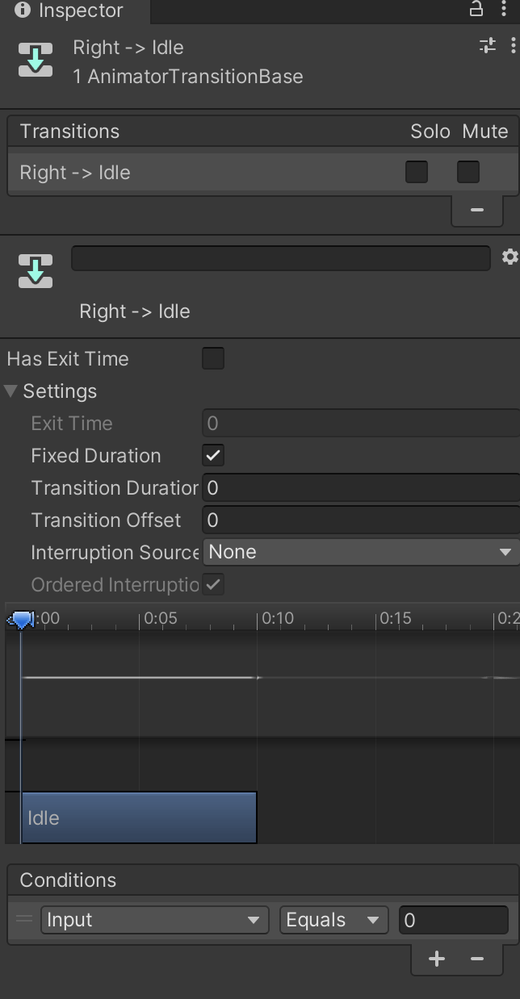 Inspector
Right -> Idle
1 AnimatorTransitionBase
Transitions Solo Mute
Right -> Idle
Right -> Idle
Has Exit Time
Settings
Exit Time 0
Fixed Duration
Transition Duration 0
Transition Offset 0
Interruption Source None
Ordered Interruptio
:00 0:05 0:10 0:15 0:2
Idle
Conditions
Input Equals 0